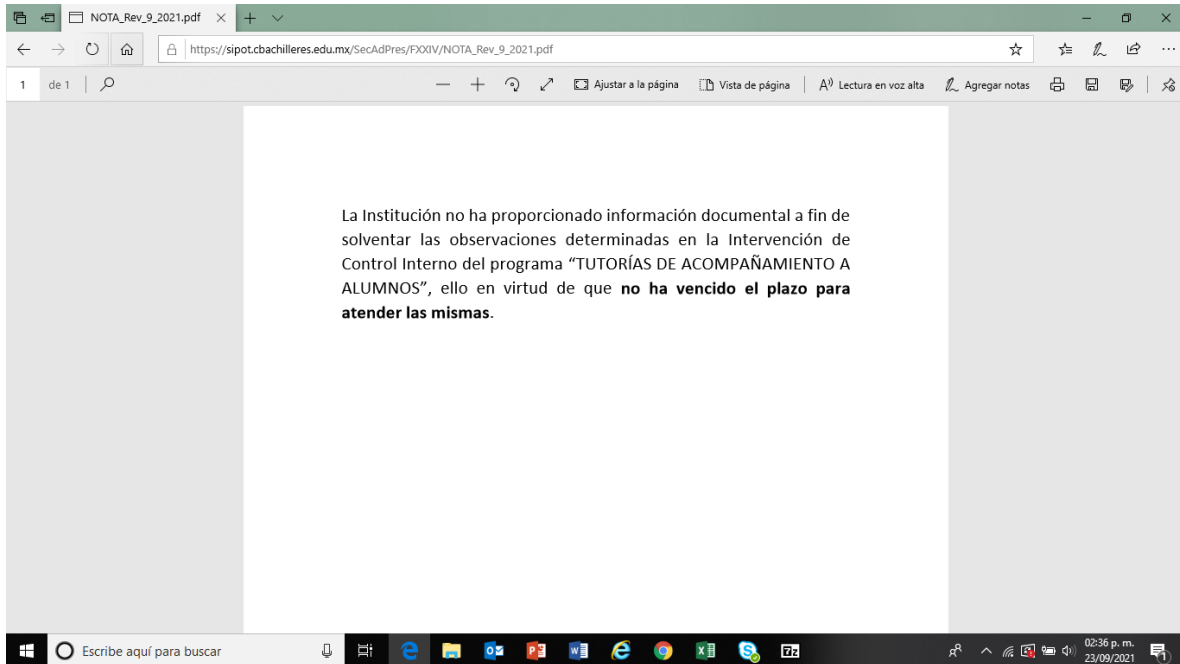 NOTA_Rev_9_2021.pdf
https://sipot.cbachilleres.edu.mx/SecAdPres/FXXIV/NOTA_Rev_9_2021.pdf
1 de 1 Ajustar a la página Vista de página Lectura en voz alta Agregar notas
La Institución no ha proporcionado información documental a fin de
solventar las observaciones determinadas en la Intervención de
Control Interno del programa “TUTORÍAS DE ACOMPAÑAMIENTO A
ALUMNOS”, ello en virtud de que no ha vencido el plazo para
atender las mismas.
Escribe aquí para buscar
02:36 p. m.
23/09/2021